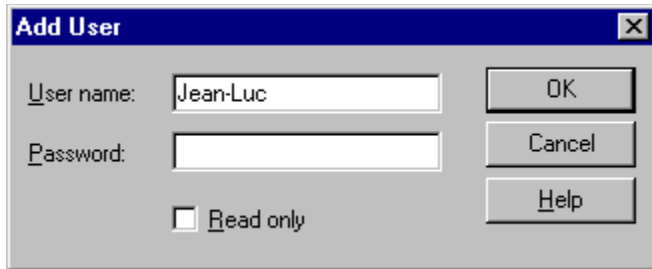 Add User
User name: Jean-Luc OK
Password: Cancel
Read only Help